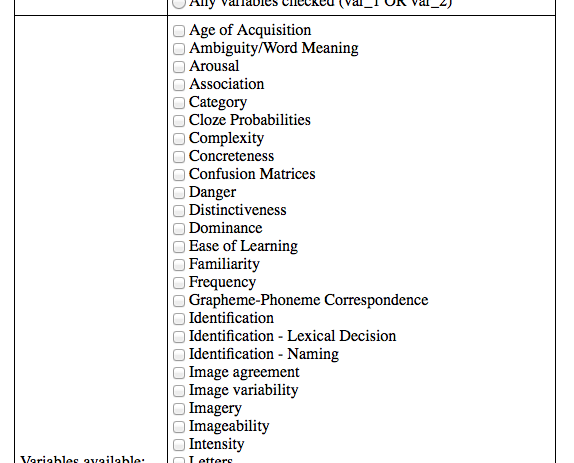 Any variables checked (var_1 OR var_2)
Age of Acquisition
Ambiguity/Word Meaning
Arousal
Association
Category
Cloze Probabilities
Complexity
Concreteness
Confusion Matrices
Danger
Distinctiveness
Dominance
Ease of Learning
Familiarity
Frequency
Grapheme-Phoneme Correspondence
Identification
Identification - Lexical Decision
Identification - Naming
Image agreement
Image variability
Imagery
Imageability
Intensity
Variables available:
Letters